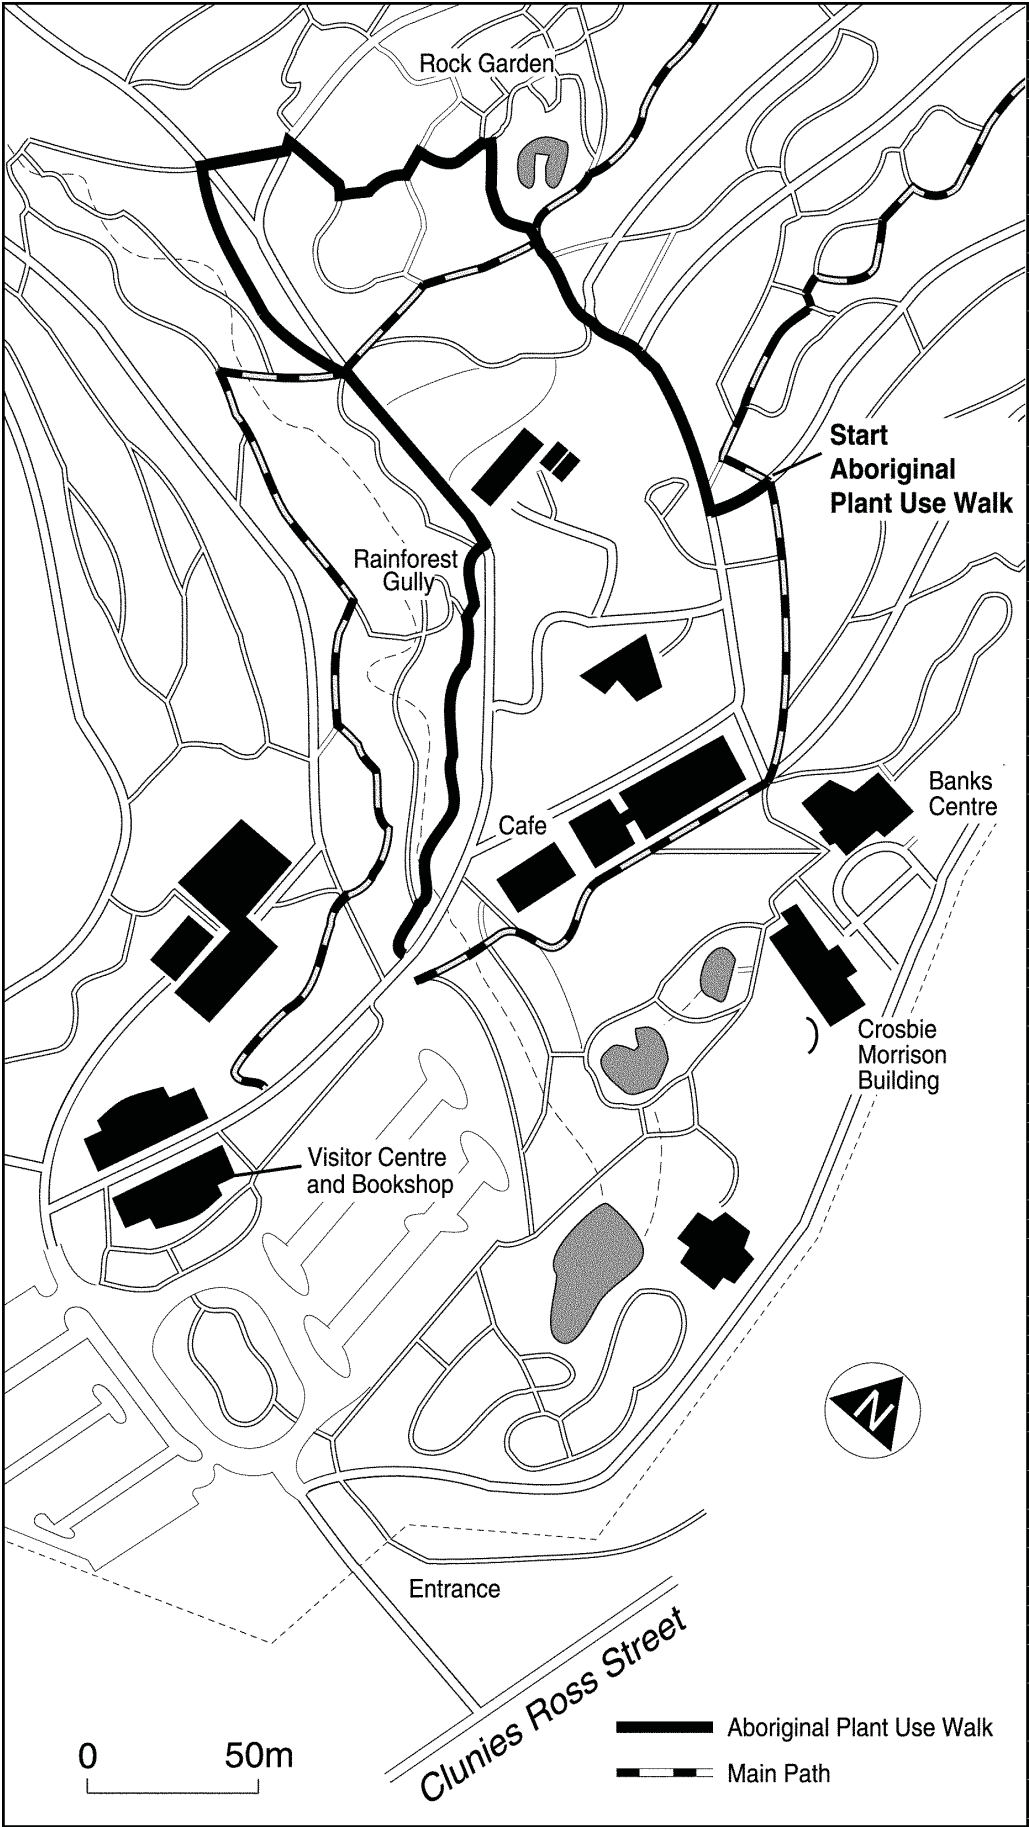 Rock Garden
Start
Aboriginal
Plant Use Walk
Rainforest
Gully
Banks
Centre
Cafe
Crosbie
Morrison
Building
Visitor Centre
and Bookshop
N
Entrance
Clunies Ross Street
Aboriginal Plant Use Walk
0 50m
Main Path